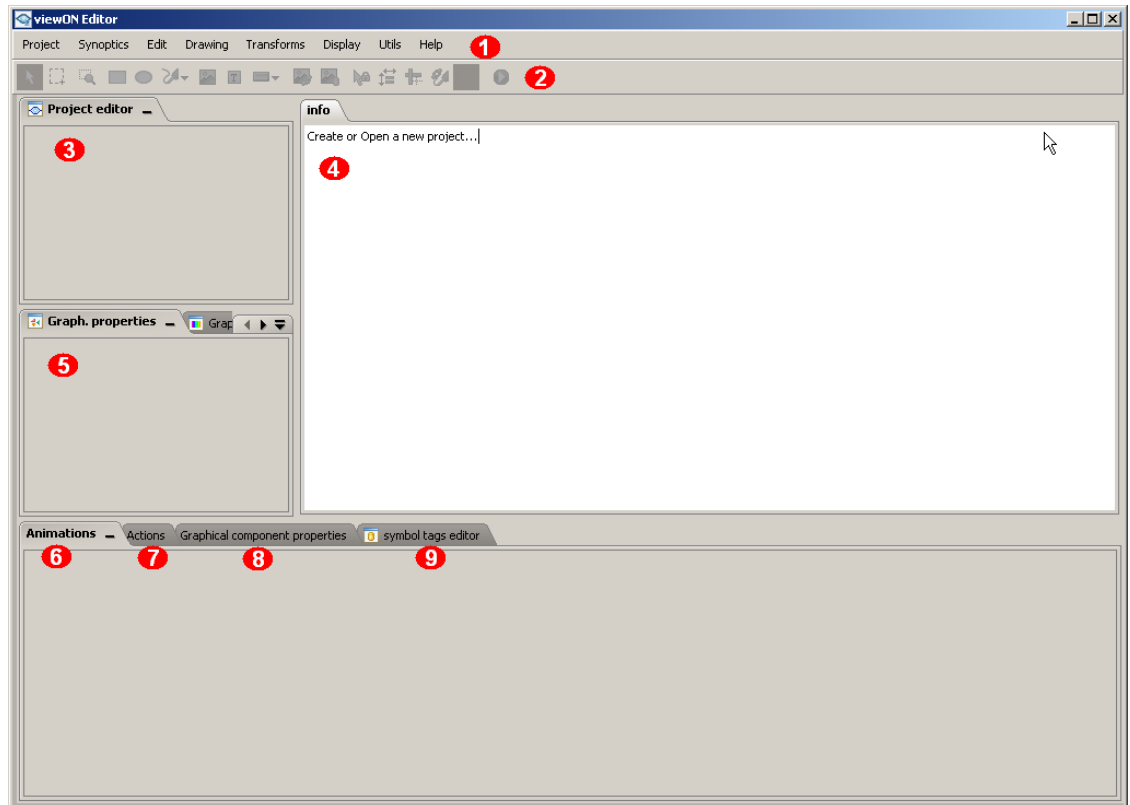 viewON Editor
Project Synoptics Edit Drawing Transforms Display Utils Help 1
2
Project editor
info
3
Create or Open a new project...
4
Graph. properties Grap
5
Animations Actions Graphical component properties symbol tags editor
6 7 8 9